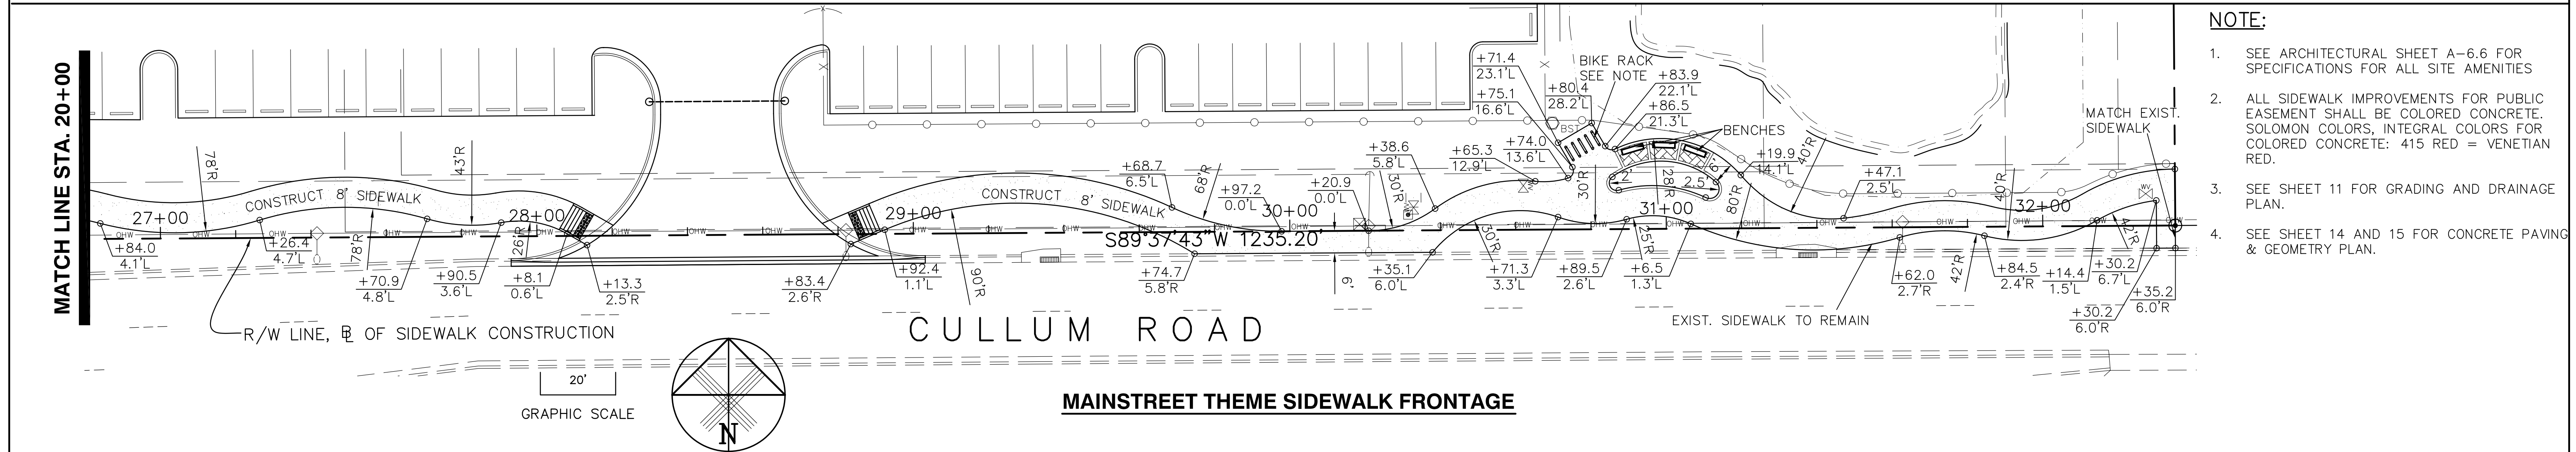 MATCH LINE STA. 20+00
78'R
CONSTRUCT 8' SIDEWALK
43'R
27+00
28+00
OHW
+84.0
4.1'L
+26.4
4.7'L
78'R
+70.9
4.8'L
+90.5
3.6'L
26'R
+8.1
0.6'L
+13.3
2.5'R
R/W LINE, BL OF SIDEWALK CONSTRUCTION
+83.4
2.6'R
29+00
+92.4
1.1'L
CONSTRUCT 8' SIDEWALK
90'R
+68.7
6.5'L
68'R
+97.2
0.0'L
30+00
S89°37'43"W 1235.20'
+74.7
5.8'R
+20.9
0.0'L
6'
30'R
+38.6
5.8'L
+35.1
6.0'L
+65.3
12.9'L
30'R
+71.4
23.1'L
+75.1
16.6'L
+74.0
13.6'L
BIKE RACK
SEE NOTE
+80.4
28.2'L
BST
+83.9
22.1'L
+86.5
21.3'L
BENCHES
30'R
2'
28'R
2.5'
6'
+19.9
14.1'L
40'R
31+00
80'R
+71.3
3.3'L
+89.5
2.6'L
25'R
+6.5
1.3'L
+47.1
2.5'L
EXIST. SIDEWALK TO REMAIN
+62.0
2.7'R
42'R
40'R
32+00
+84.5
2.4'R
+14.4
1.5'L
42'R
WV
+30.2
6.7'L
+35.2
6.0'R
+30.2
6.0'R
MATCH EXIST.
SIDEWALK
CULLUM ROAD
20'
GRAPHIC SCALE
N
MAINSTREET THEME SIDEWALK FRONTAGE
NOTE:
1. SEE ARCHITECTURAL SHEET A-6.6 FOR
SPECIFICATIONS FOR ALL SITE AMENITIES
2. ALL SIDEWALK IMPROVEMENTS FOR PUBLIC
EASEMENT SHALL BE COLORED CONCRETE.
SOLOMON COLORS, INTEGRAL COLORS FOR
COLORED CONCRETE: 415 RED = VENETIAN
RED.
3. SEE SHEET 11 FOR GRADING AND DRAINAGE
PLAN.
4. SEE SHEET 14 AND 15 FOR CONCRETE PAVING
& GEOMETRY PLAN.